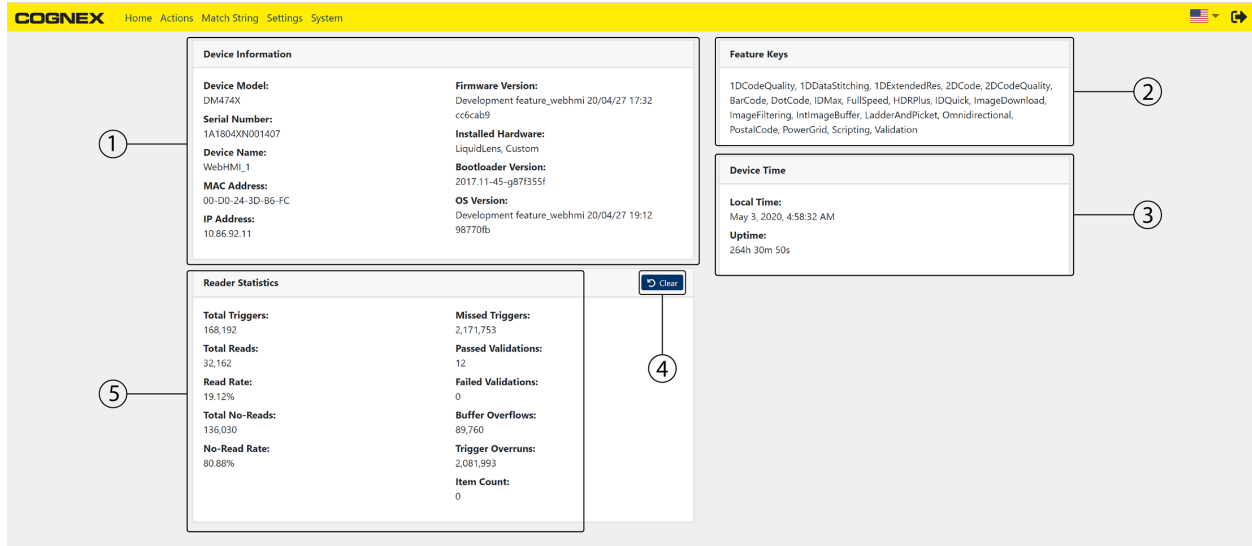 COGNEX Home Actions Match String Settings System
Device Information
Device Model:
DM474X
Serial Number:
1A1804XN001407
Device Name:
WebHMI_1
MAC Address:
00-D0-24-3D-B6-FC
IP Address:
10.86.92.11
Firmware Version:
Development feature_webhmi 20/04/27 17:32
cc6cab9
Installed Hardware:
LiquidLens, Custom
Bootloader Version:
2017.11-45-g87f355f
OS Version:
Development feature_webhmi 20/04/27 19:12
98770fb
1
Feature Keys
1DCodeQuality, 1DDataStitching, 1DExtendedRes, 2DCode, 2DCodeQuality,
BarCode, DotCode, IDMax, FullSpeed, HDRPlus, IDQuick, ImageDownload,
ImageFiltering, IntImageBuffer, LadderAndPicket, Omnidirectional,
PostalCode, PowerGrid, Scripting, Validation
2
Device Time
Local Time:
May 3, 2020, 4:58:32 AM
Uptime:
264h 30m 50s
3
Reader Statistics
Clear
4
Total Triggers:
168,192
Total Reads:
32,162
Read Rate:
19.12%
Total No-Reads:
136,030
No-Read Rate:
80.88%
Missed Triggers:
2,171,753
Passed Validations:
12
Failed Validations:
0
Buffer Overflows:
89,760
Trigger Overruns:
2,081,993
Item Count:
0
5